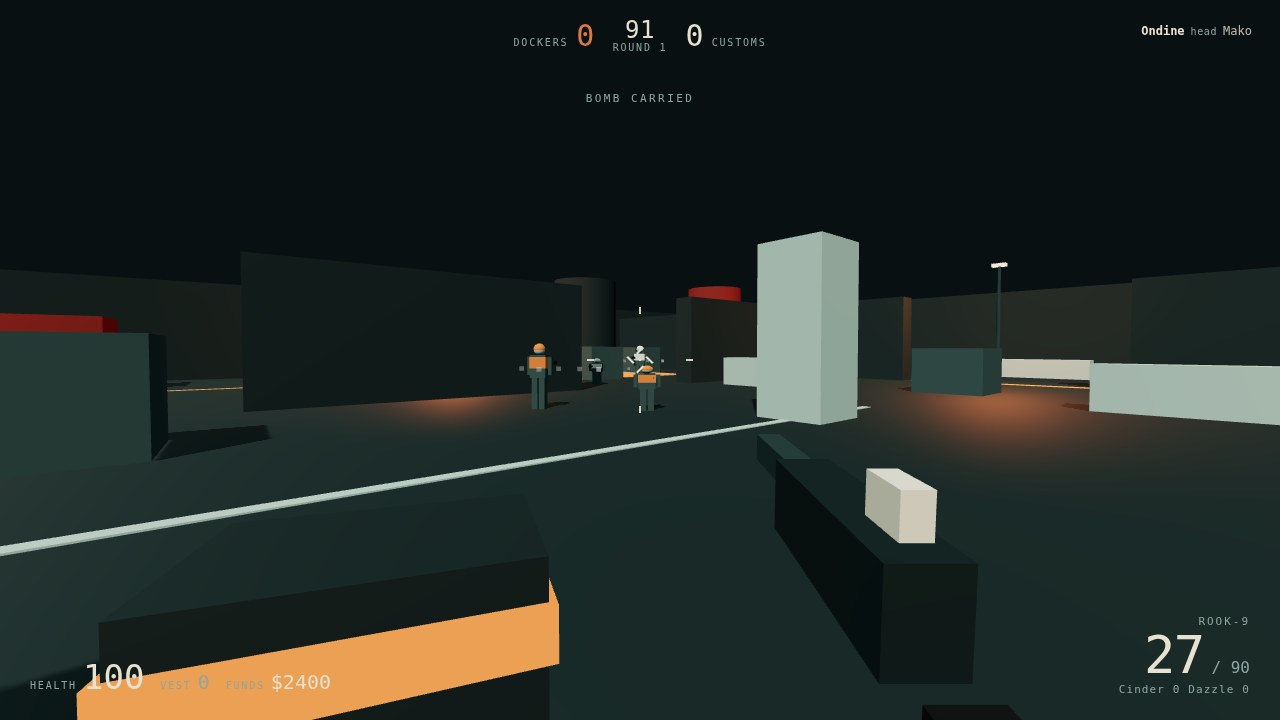 DOCKERS 0 91 0 CUSTOMS
ROUND 1
Ondine head Mako
BOMB CARRIED
HEALTH 100 VEST 0 FUNDS $2400
ROOK-9
27 / 90
Cinder 0 Dazzle 0